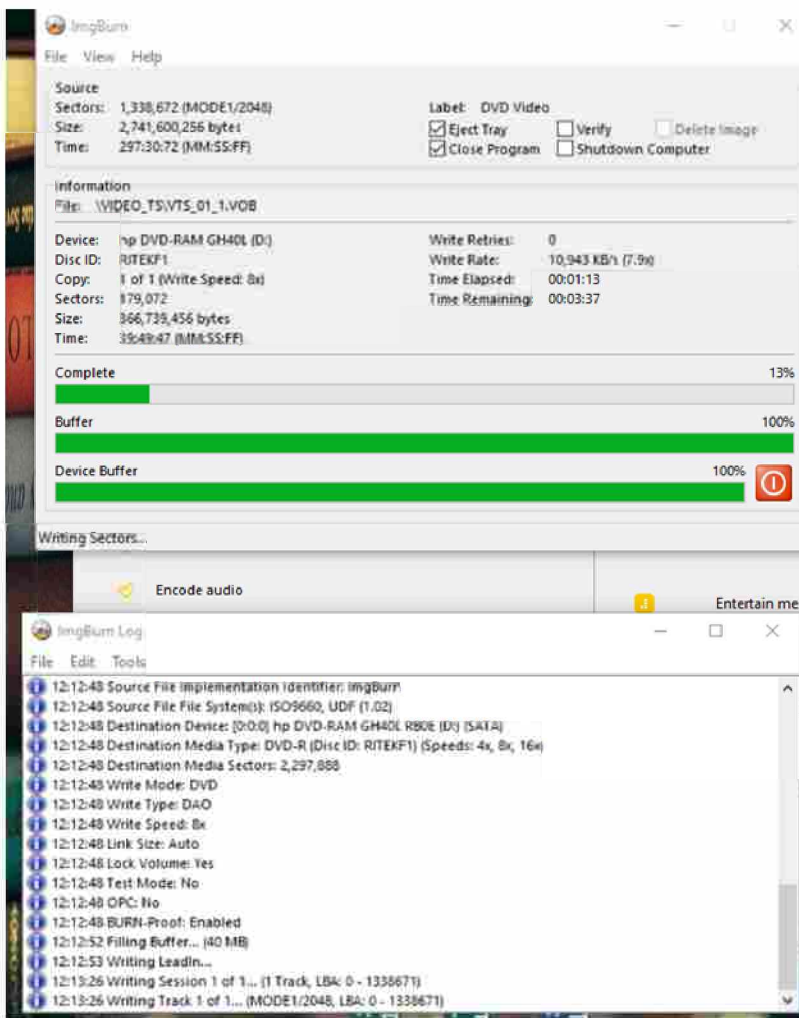 ImgBurn
File View Help
Source
Sectors: 1,338,672 (MODE1/2048)
Size: 2,741,600,256 bytes
Time: 297:30:72 (MM:SS:FF)
Label: DVD Video
Eject Tray
Verify
Delete Image
Close Program
Shutdown Computer
Information
File: \VIDEO_TS\VTS_01_1.VOB
Device: hp DVD-RAM GH40L (D:)
Disc ID: RITEKF1
Copy: 1 of 1 (Write Speed: 8x)
Sectors: 179,072
Size: 366,739,456 bytes
Time: 39:49:47 (MM:SS:FF)
Write Retries: 0
Write Rate: 10,943 KB/s (7.9x)
Time Elapsed: 00:01:13
Time Remaining: 00:03:37
Complete 13%
Buffer 100%
Device Buffer 100%
Writing Sectors...
Encode audio
Entertain me
ImgBurn Log
File Edit Tools
12:12:48 Source File Implementation Identifier: ImgBurn
12:12:48 Source File File System(s): ISO9660, UDF (1.02)
12:12:48 Destination Device: [0:0:0] hp DVD-RAM GH40L RB0E (D:) (SATA)
12:12:48 Destination Media Type: DVD-R (Disc ID: RITEKF1) (Speeds: 4x, 8x, 16x)
12:12:48 Destination Media Sectors: 2,297,888
12:12:48 Write Mode: DVD
12:12:48 Write Type: DAO
12:12:48 Write Speed: 8x
12:12:48 Link Size: Auto
12:12:48 Lock Volume: Yes
12:12:48 Test Mode: No
12:12:48 OPC: No
12:12:48 BURN-Proof: Enabled
12:12:52 Filling Buffer... (40 MB)
12:12:53 Writing LeadIn...
12:13:26 Writing Session 1 of 1... (1 Track, LBA: 0 - 1338671)
12:13:26 Writing Track 1 of 1... (MODE1/2048, LBA: 0 - 1338671)